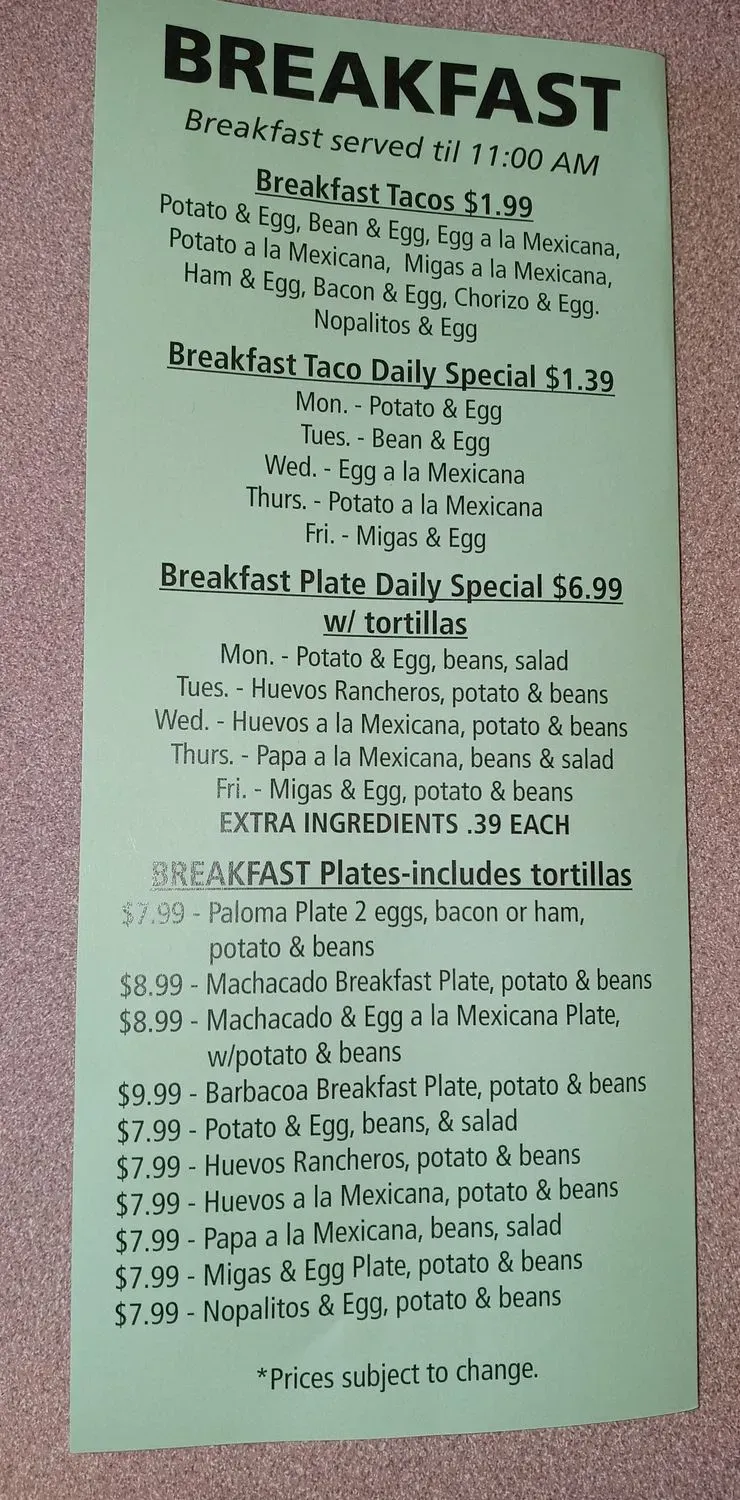 BREAKFAST
Breakfast served til 11:00 AM
Breakfast Tacos $1.99
Potato & Egg, Bean & Egg, Egg a la Mexicana,
Potato a la Mexicana, Migas a la Mexicana,
Ham & Egg, Bacon & Egg, Chorizo & Egg.
Nopalitos & Egg
Breakfast Taco Daily Special $1.39
Mon. - Potato & Egg
Tues. - Bean & Egg
Wed. - Egg a la Mexicana
Thurs. - Potato a la Mexicana
Fri. - Migas & Egg
Breakfast Plate Daily Special $6.99
w/ tortillas
Mon. - Potato & Egg, beans, salad
Tues. - Huevos Rancheros, potato & beans
Wed. - Huevos a la Mexicana, potato & beans
Thurs. - Papa a la Mexicana, beans & salad
Fri. - Migas & Egg, potato & beans
EXTRA INGREDIENTS .39 EACH
BREAKFAST Plates-includes tortillas
$7.99 - Paloma Plate 2 eggs, bacon or ham,
potato & beans
$8.99 - Machacado Breakfast Plate, potato & beans
$8.99 - Machacado & Egg a la Mexicana Plate,
w/potato & beans
$9.99 - Barbacoa Breakfast Plate, potato & beans
$7.99 - Potato & Egg, beans, & salad
$7.99 - Huevos Rancheros, potato & beans
$7.99 - Huevos a la Mexicana, potato & beans
$7.99 - Papa a la Mexicana, beans, salad
$7.99 - Migas & Egg Plate, potato & beans
$7.99 - Nopalitos & Egg, potato & beans
*Prices subject to change.